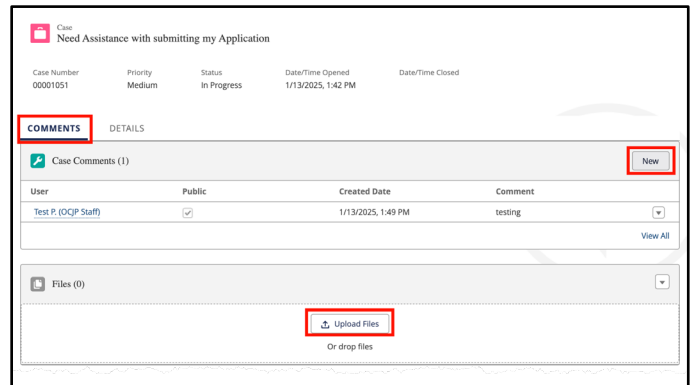 Case
Need Assistance with submitting my Application
Case Number Priority Status Date/Time Opened Date/Time Closed
00001051 Medium In Progress 1/13/2025, 1:42 PM
COMMENTS DETAILS
Case Comments (1) New
User Public Created Date Comment
Test P. (OCJP Staff) 1/13/2025, 1:49 PM testing
View All
Files (0)
Upload Files
Or drop files